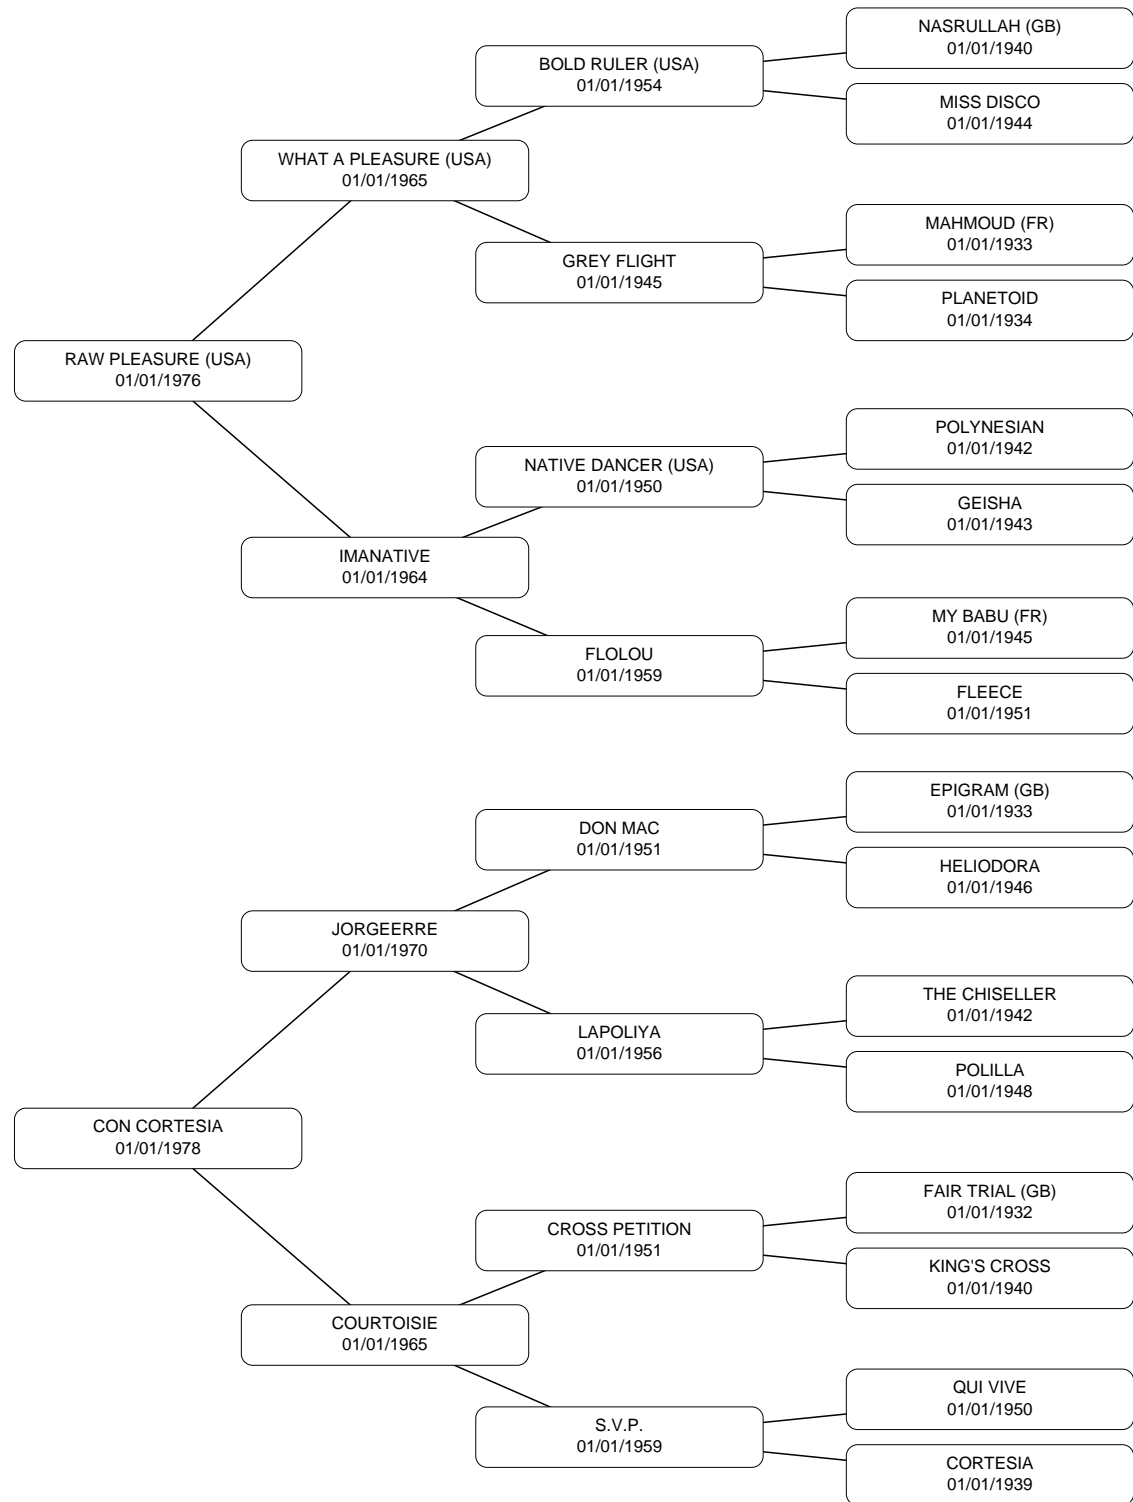 NASRULLAH (GB)
01/01/1940
BOLD RULER (USA)
01/01/1954
MISS DISCO
01/01/1944
WHAT A PLEASURE (USA)
01/01/1965
MAHMOUD (FR)
01/01/1933
GREY FLIGHT
01/01/1945
PLANETOID
01/01/1934
RAW PLEASURE (USA)
01/01/1976
POLYNESIAN
01/01/1942
NATIVE DANCER (USA)
01/01/1950
GEISHA
01/01/1943
IMANATIVE
01/01/1964
MY BABU (FR)
01/01/1945
FLOLOU
01/01/1959
FLEECE
01/01/1951
EPIGRAM (GB)
01/01/1933
DON MAC
01/01/1951
HELIODORA
01/01/1946
JORGEERRE
01/01/1970
THE CHISELLER
01/01/1942
LAPOLIYA
01/01/1956
POLILLA
01/01/1948
CON CORTESIA
01/01/1978
FAIR TRIAL (GB)
01/01/1932
CROSS PETITION
01/01/1951
KING'S CROSS
01/01/1940
COURTOISIE
01/01/1965
QUI VIVE
01/01/1950
S.V.P.
01/01/1959
CORTESIA
01/01/1939